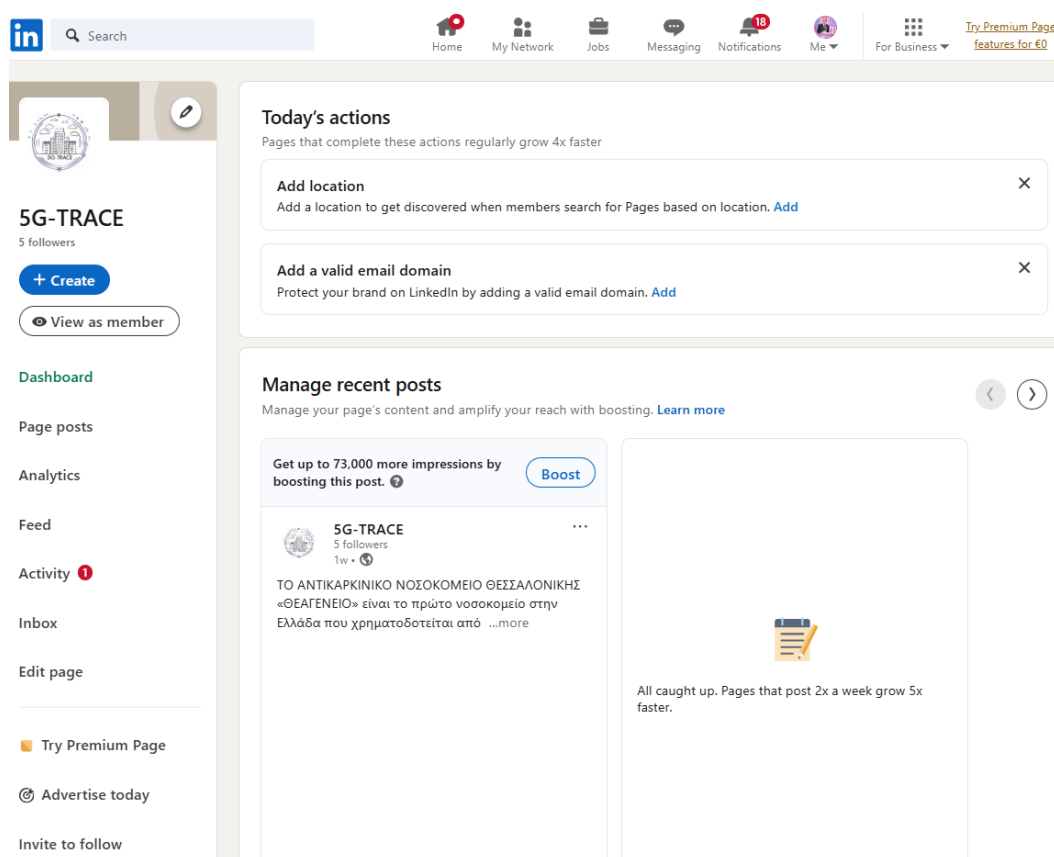 in
Search
Home
My Network
Jobs
Messaging
18
Notifications
Me
For Business
Try Premium Page
features for €0
5G TRACE
5G-TRACE
5 followers
+ Create
View as member
Dashboard
Page posts
Analytics
Feed
Activity 1
Inbox
Edit page
Try Premium Page
Advertise today
Invite to follow
Today's actions
Pages that complete these actions regularly grow 4x faster
Add location
Add a location to get discovered when members search for Pages based on location. Add
Add a valid email domain
Protect your brand on LinkedIn by adding a valid email domain. Add
Manage recent posts
Manage your page's content and amplify your reach with boosting. Learn more
Get up to 73,000 more impressions by
boosting this post. ?
Boost
5G-TRACE
5 followers
1w •
ΤΟ ΑΝΤΙΚΑΡΚΙΝΙΚΟ ΝΟΣΟΚΟΜΕΙΟ ΘΕΣΣΑΛΟΝΙΚΗΣ
«ΘΕΑΓΕΝΕΙΟ» είναι το πρώτο νοσοκομείο στην
Ελλάδα που χρηματοδοτείται από ...more
All caught up. Pages that post 2x a week grow 5x
faster.